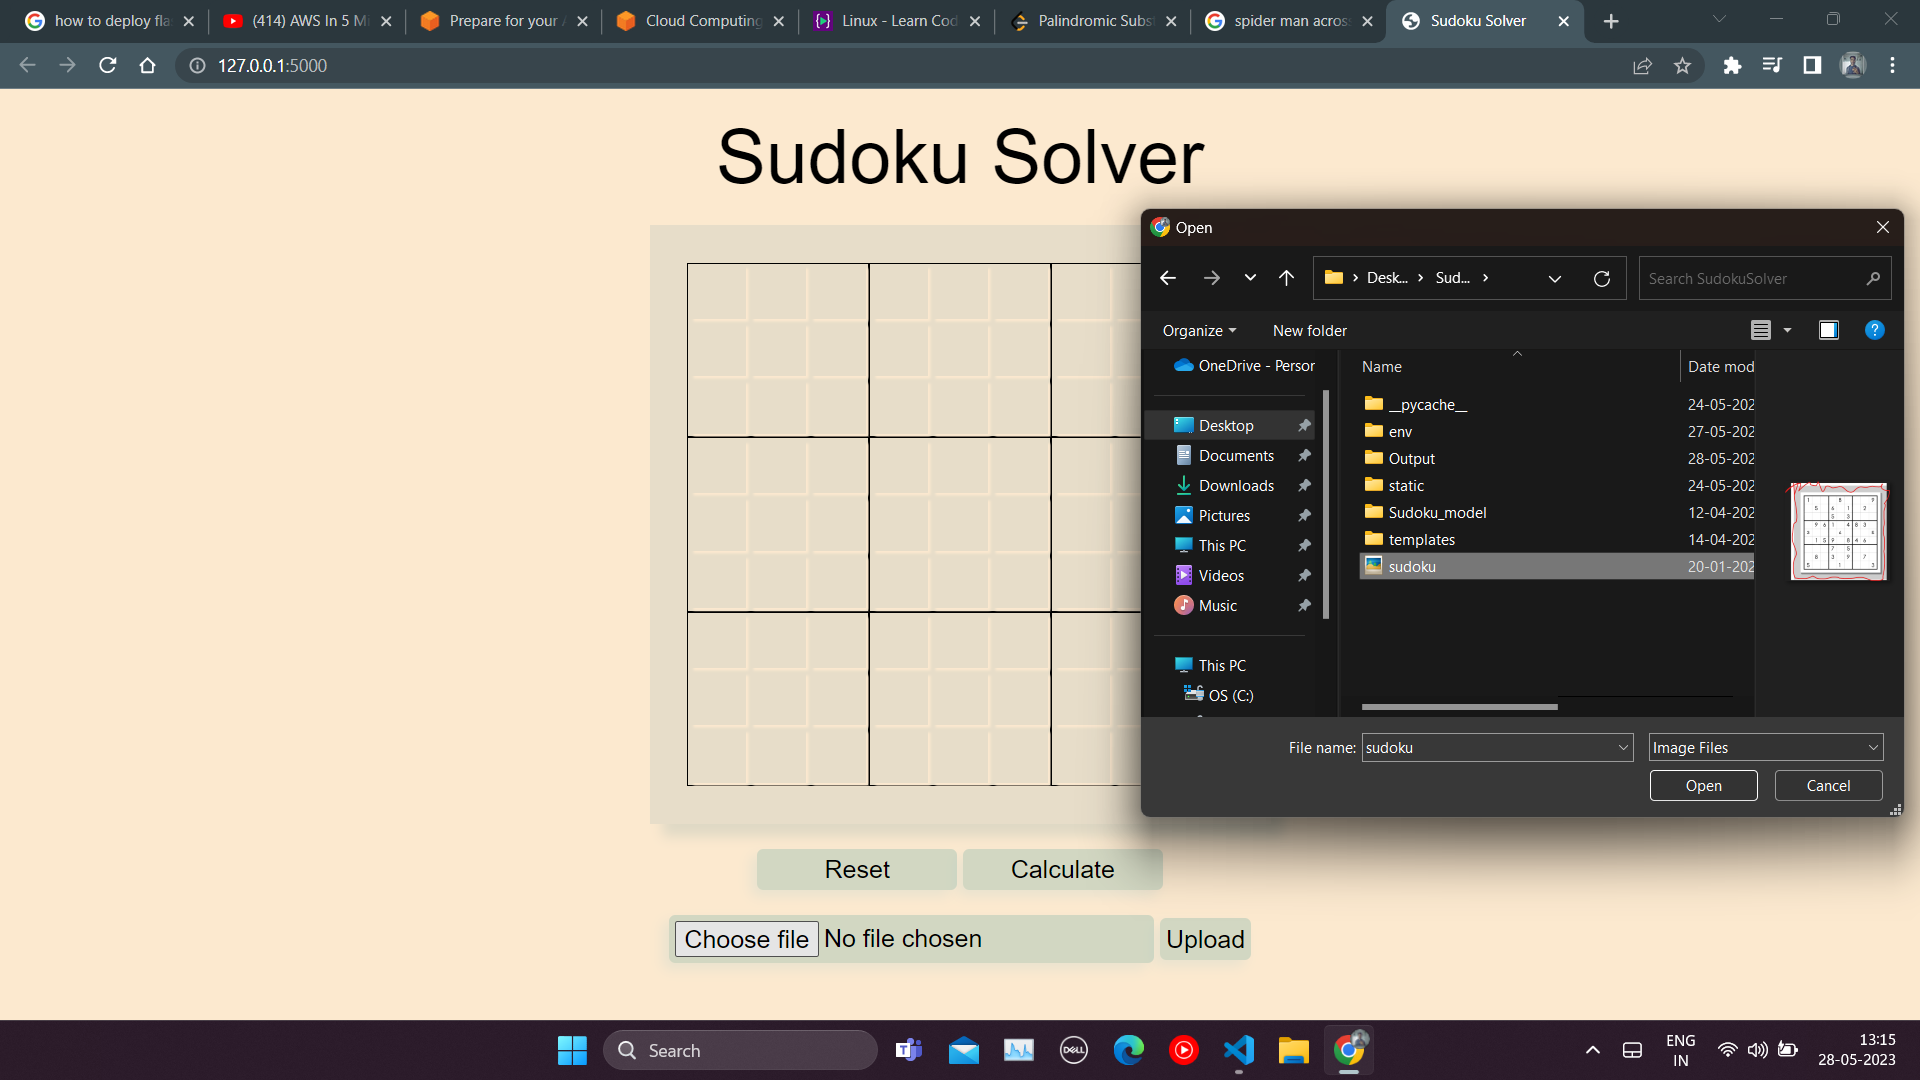 how to deploy fla
(414) AWS In 5 Mi
Prepare for your A
Cloud Computing
Linux - Learn Cod
Palindromic Subst
spider man across
Sudoku Solver
127.0.0.1:5000
Sudoku Solver
Open
Desk...
Sud...
Search SudokuSolver
Organize
New folder
OneDrive - Person
Desktop
Documents
Downloads
Pictures
This PC
Videos
Music
This PC
OS (C:)
Name
Date mod
__pycache__
24-05-202
env
27-05-202
Output
28-05-202
static
24-05-202
Sudoku_model
12-04-202
templates
14-04-202
sudoku
20-01-202
File name: sudoku
Image Files
Open
Cancel
Reset
Calculate
Choose file No file chosen
Upload
Search
DELL
ENG
IN
13:15
28-05-2023